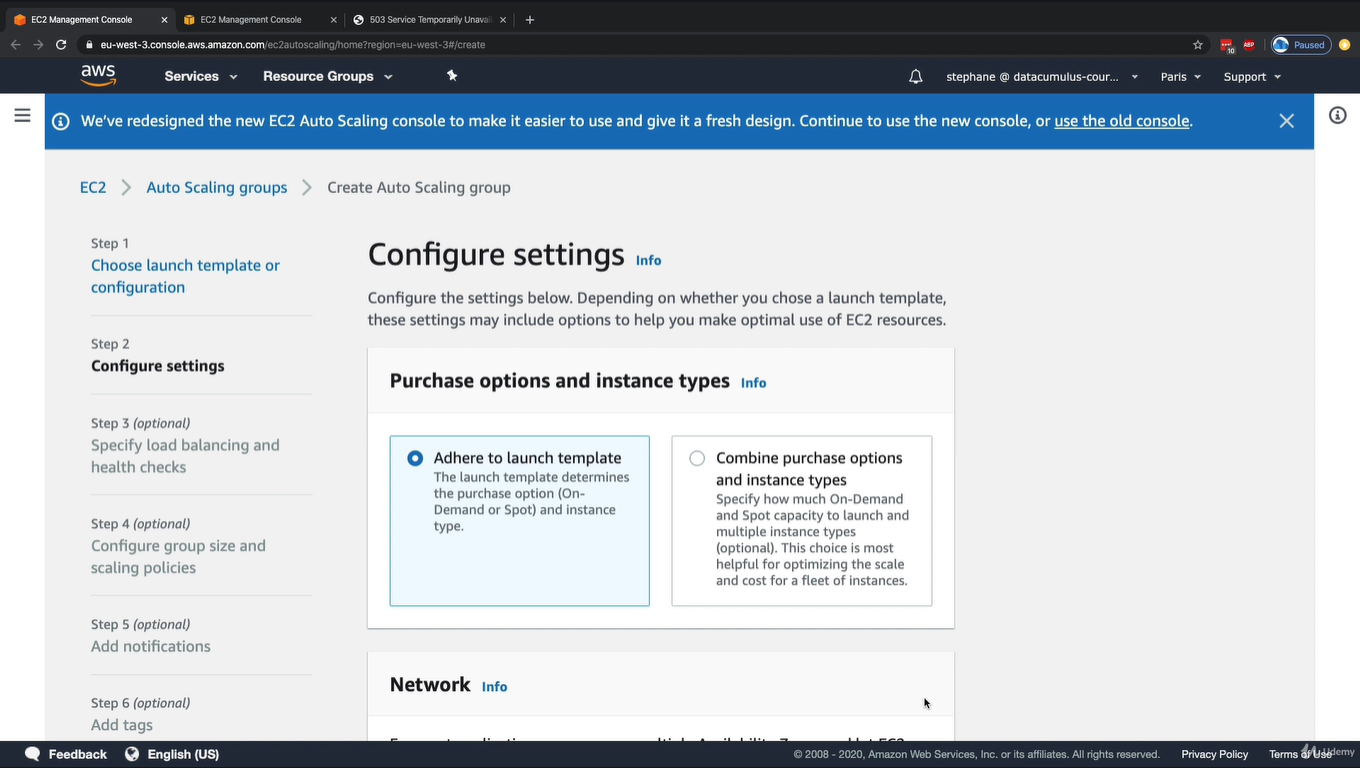 EC2 Management Console
EC2 Management Console
503 Service Temporarily Unavai
eu-west-3.console.aws.amazon.com/ec2autoscaling/home?region=eu-west-3#/create
10
ABP
Paused
aws
Services
Resource Groups
stephane @ datacumulus-cour...
Paris
Support
We've redesigned the new EC2 Auto Scaling console to make it easier to use and give it a fresh design. Continue to use the new console, or use the old console.
EC2
Auto Scaling groups
Create Auto Scaling group
Step 1
Choose launch template or
configuration
Step 2
Configure settings
Step 3 (optional)
Specify load balancing and
health checks
Step 4 (optional)
Configure group size and
scaling policies
Step 5 (optional)
Add notifications
Step 6 (optional)
Add tags
Configure settings Info
Configure the settings below. Depending on whether you chose a launch template,
these settings may include options to help you make optimal use of EC2 resources.
Purchase options and instance types Info
Adhere to launch template
The launch template determines
the purchase option (On-
Demand or Spot) and instance
type.
Combine purchase options
and instance types
Specify how much On-Demand
and Spot capacity to launch and
multiple instance types
(optional). This choice is most
helpful for optimizing the scale
and cost for a fleet of instances.
Network Info
Feedback
English (US)
© 2008 - 2020, Amazon Web Services, Inc. or its affiliates. All rights reserved.
Privacy Policy
Terms of Use
Udemy